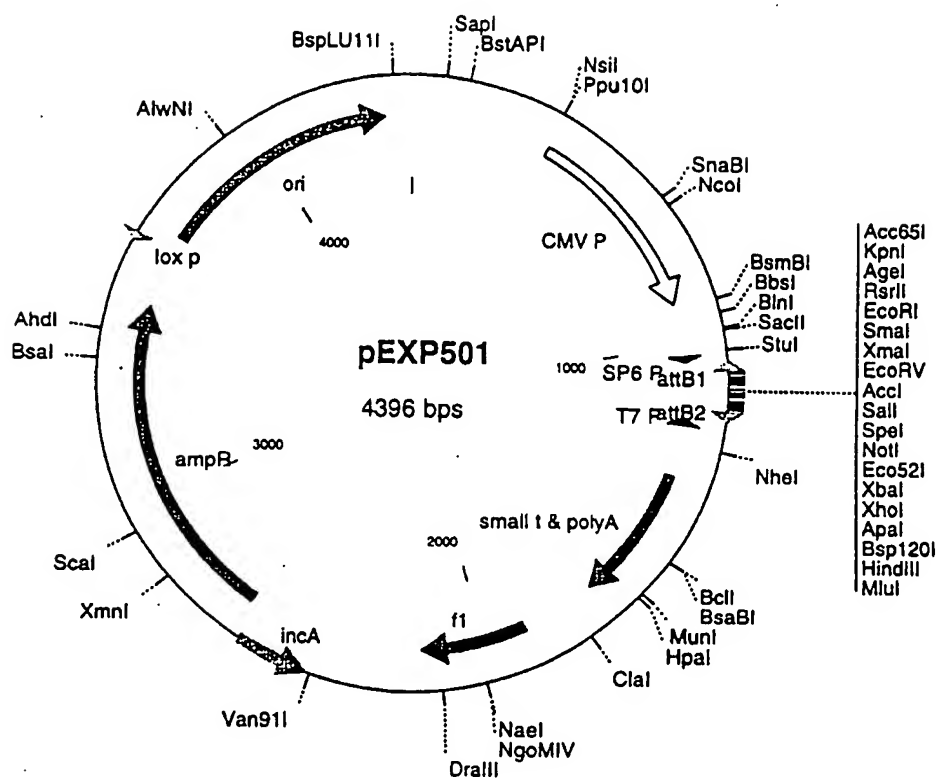 BspLU11I
SapI
BstAPI
NsiI
Ppu10I
AlwNI
SnaBI
NcoI
ori
4000
CMV P
lox p
BsmBI
BbsI
BlnI
SacII
StuI
AhdI
BsaI
pEXP501
4396 bps
1000
SP6 P
attB1
T7 P
attB2
Acc65I
KpnI
AgeI
RsrII
EcoRI
SmaI
XmaI
EcoRV
AccI
SalI
SpeI
NotI
Eco52I
XbaI
XhoI
ApaI
Bsp120I
HindIII
MluI
NheI
ampR
3000
small t & polyA
2000
ScaI
XmnI
BclI
BsaBI
MunI
HpaI
ClaI
f1
incA
Van91I
NaeI
NgoMIV
DraIII